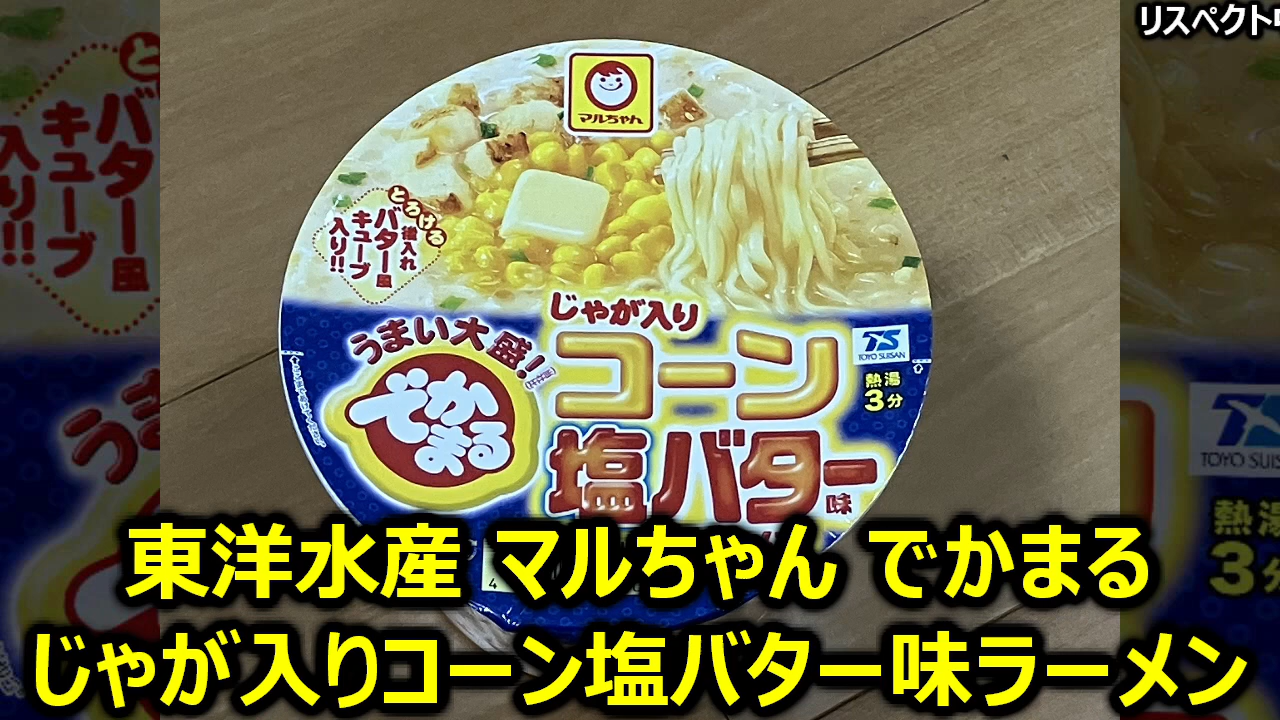 リスペクト
マルちゃん
とろける
後入れ
バター風
キューブ
入り!!
うまい大盛!
でかまる
じゃが入り
コーン
塩バター味
TS
TOYO SUISAN
熱湯
3分
東洋水産 マルちゃん でかまる
じゃが入りコーン塩バター味ラーメン